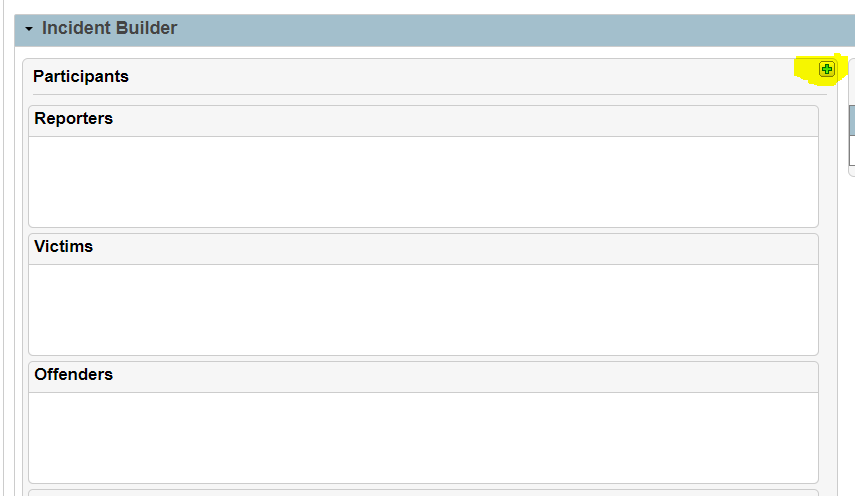 Incident Builder
Participants
Reporters
Victims
Offenders